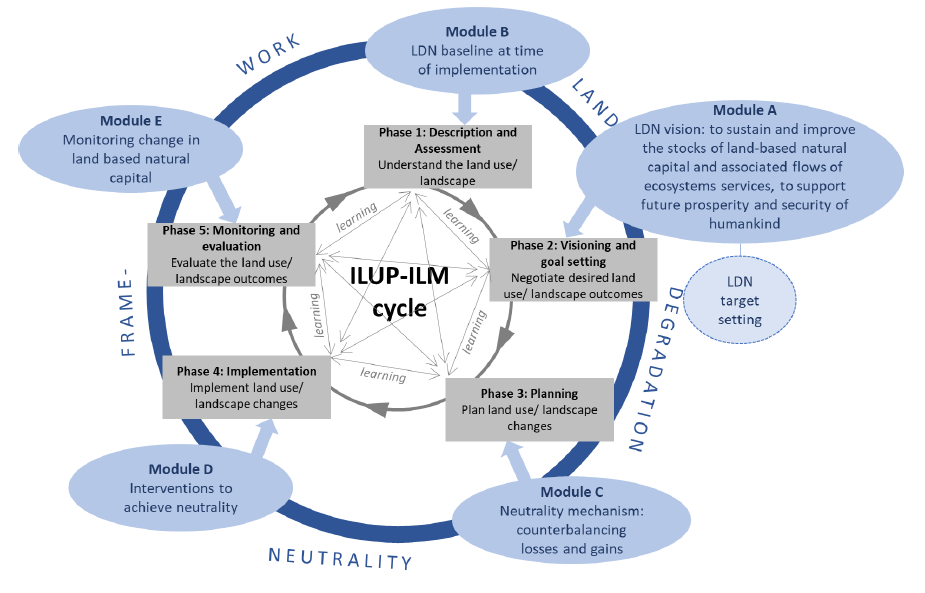 Module B
LDN baseline at time
of implementation
WORK
LAND
Module A
LDN vision: to sustain and improve
the stocks of land-based natural
capital and associated flows of
ecosystems services, to support
future prosperity and security of
humankind
Module E
Monitoring change in
land based natural
capital
Phase 1: Description and
Assessment
Understand the land use/
landscape
learning
learning
Phase 5: Monitoring and
evaluation
Evaluate the land use/
landscape outcomes
Phase 2: Visioning and
goal setting
Negotiate desired land
use/ landscape outcomes
ILUP-ILM
cycle
LDN
target
setting
FRAME-
DEGRADATION
learning
learning
learning
Phase 4: Implementation
Implement land use/
landscape changes
Phase 3: Planning
Plan land use/ landscape
changes
Module D
Interventions to
achieve neutrality
Module C
Neutrality mechanism:
counterbalancing
losses and gains
NEUTRALITY